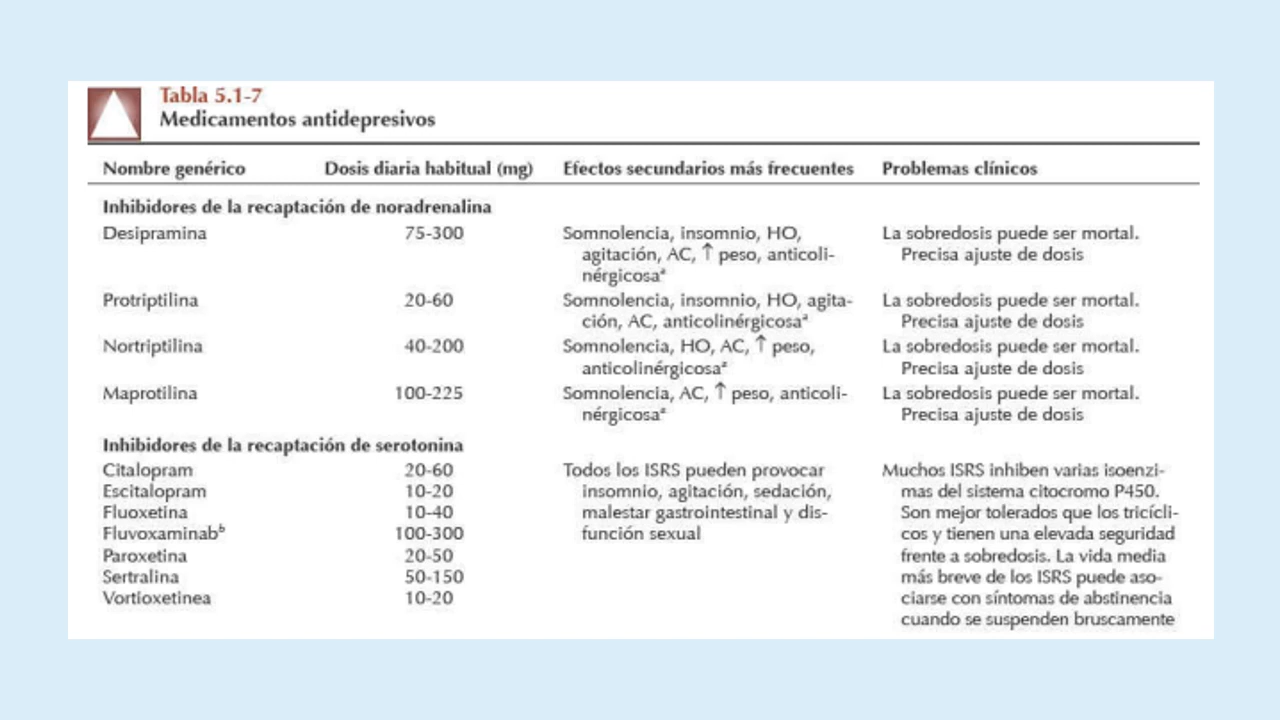 Tabla 5.1-7
Medicamentos antidepresivos
Nombre genérico Dosis diaria habitual (mg) Efectos secundarios más frecuentes Problemas clínicos
Inhibidores de la recaptación de noradrenalina
Desipramina 75-300 Somnolencia, insomnio, HO, La sobredosis puede ser mortal.
agitación, AC, ↑ peso, anticoli- Precisa ajuste de dosis
nérgicosª
Protriptilina 20-60 Somnolencia, insomnio, HO, agita- La sobredosis puede ser mortal.
ción, AC, anticolinérgicosaª Precisa ajuste de dosis
Nortriptilina 40-200 Somnolencia, HO, AC, ↑ peso, La sobredosis puede ser mortal.
anticolinérgicosaª Precisa ajuste de dosis
Maprotilina 100-225 Somnolencia, AC, ↑ peso, anticoli- La sobredosis puede ser mortal.
nérgicosaª Precisa ajuste de dosis
Inhibidores de la recaptación de serotonina
Citalopram 20-60 Todos los ISRS pueden provocar Muchos ISRS inhiben varias isoenzi-
Escitalopram 10-20 insomnio, agitación, sedación, mas del sistema citocromo P450.
Fluoxetina 10-40 malestar gastrointestinal y dis- Son mejor tolerados que los tricícli-
Fluvoxaminabᵇ 100-300 función sexual cos y tienen una elevada seguridad
Paroxetina 20-50 frente a sobredosis. La vida media
Sertralina 50-150 más breve de los ISRS puede aso-
Vortioxetinea 10-20 ciarse con síntomas de abstinencia
cuando se suspenden bruscamente